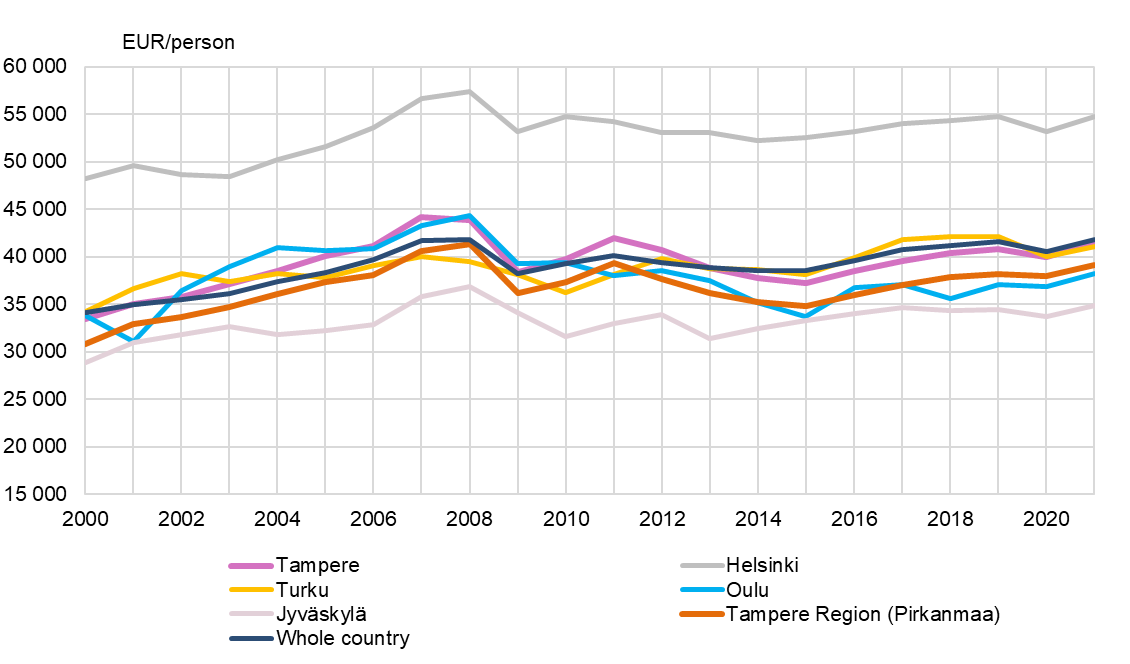 EUR/person
60 000
55 000
50 000
45 000
40 000
35 000
30 000
25 000
20 000
15 000
2000 2002 2004 2006 2008 2010 2012 2014 2016 2018 2020
Tampere Helsinki
Turku Oulu
Jyväskylä Tampere Region (Pirkanmaa)
Whole country